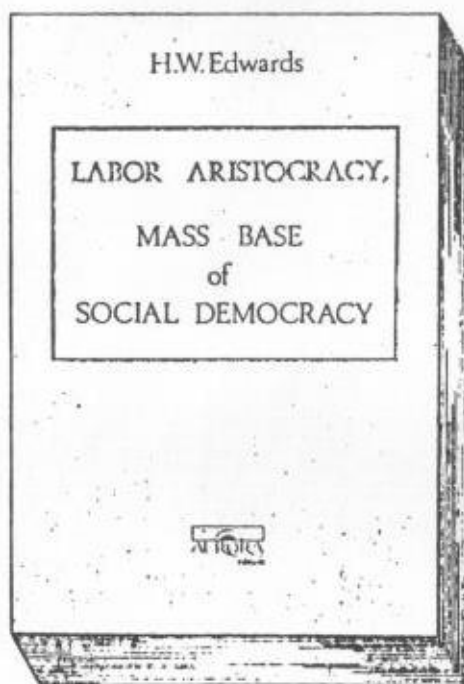 H.W. Edwards
LABOR ARISTOCRACY,
MASS BASE
of
SOCIAL DEMOCRACY